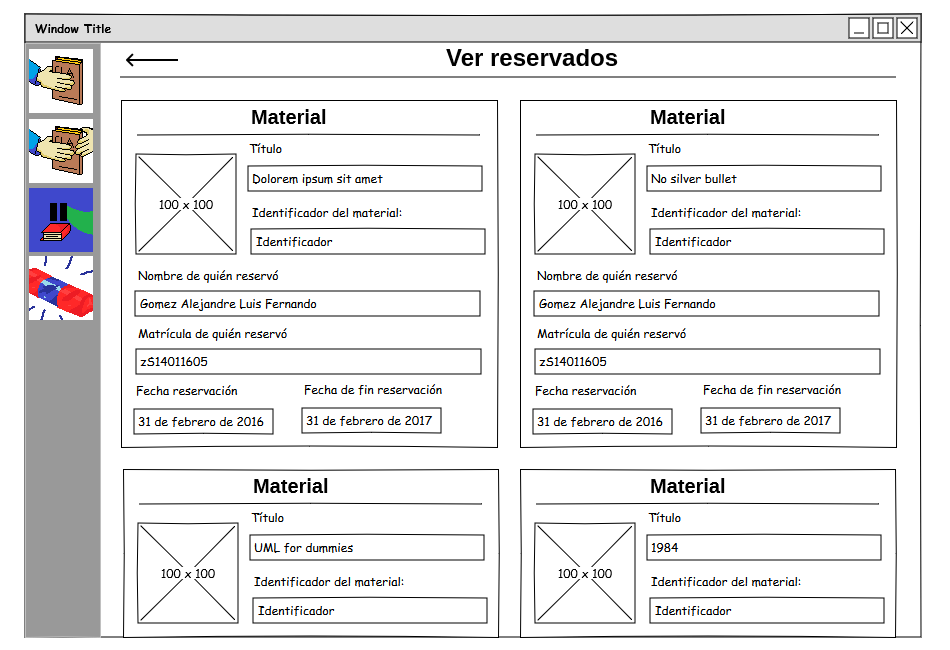 Window Title
Ver reservados
Material
Título
Dolorem ipsum sit amet
100 x 100
Identificador del material:
Identificador
Nombre de quién reservó
Gomez Alejandre Luis Fernando
Matrícula de quién reservó
zS14011605
Fecha reservación
Fecha de fin reservación
31 de febrero de 2016
31 de febrero de 2017
Material
Título
No silver bullet
100 x 100
Identificador del material:
Identificador
Nombre de quién reservó
Gomez Alejandre Luis Fernando
Matrícula de quién reservó
zS14011605
Fecha reservación
Fecha de fin reservación
31 de febrero de 2016
31 de febrero de 2017
Material
Título
UML for dummies
100 x 100
Identificador del material:
Identificador
Material
Título
1984
100 x 100
Identificador del material:
Identificador